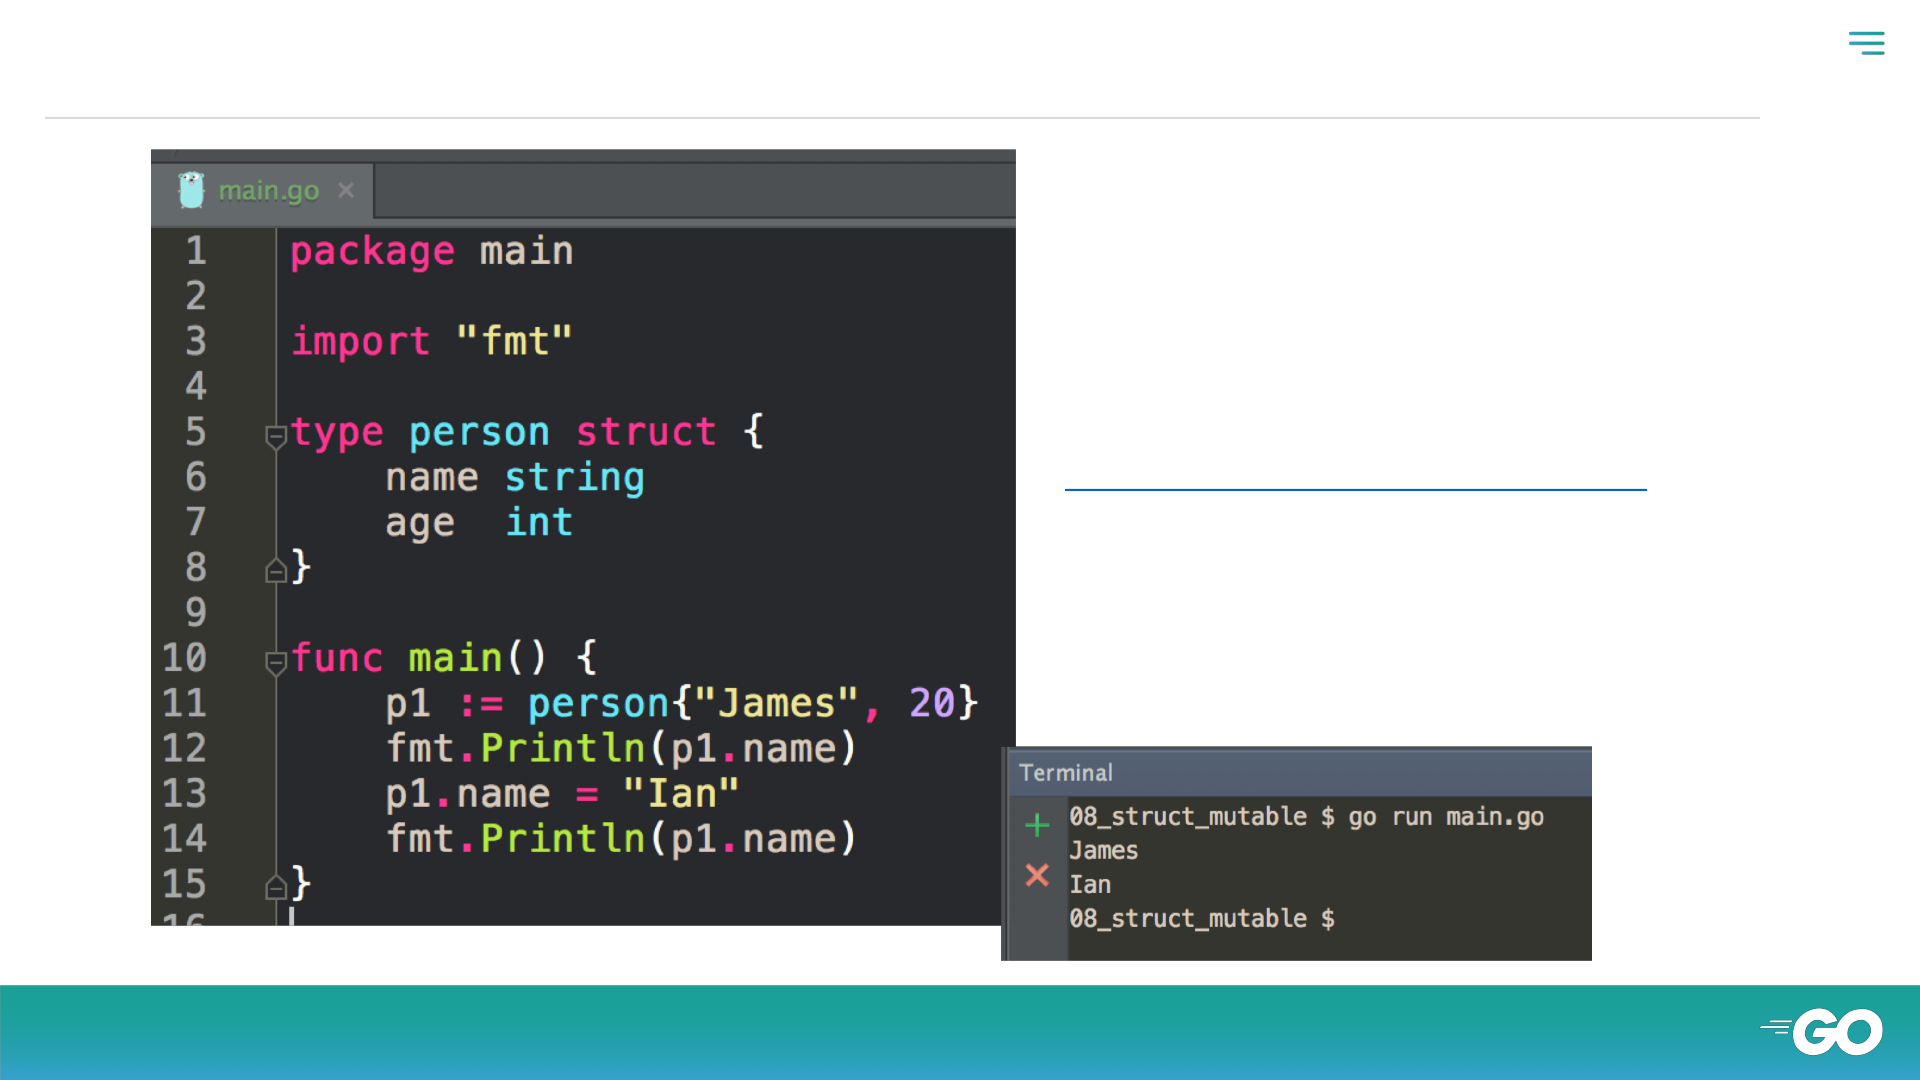 main.go
1 package main
2
3 import "fmt"
4
5 type person struct {
6 name string
7 age int
8 }
9
10 func main() {
11 p1 := person{"James", 20}
12 fmt.Println(p1.name)
13 p1.name = "Ian"
14 fmt.Println(p1.name)
15 }
16
Terminal
08_struct_mutable $ go run main.go
James
Ian
08_struct_mutable $
GO